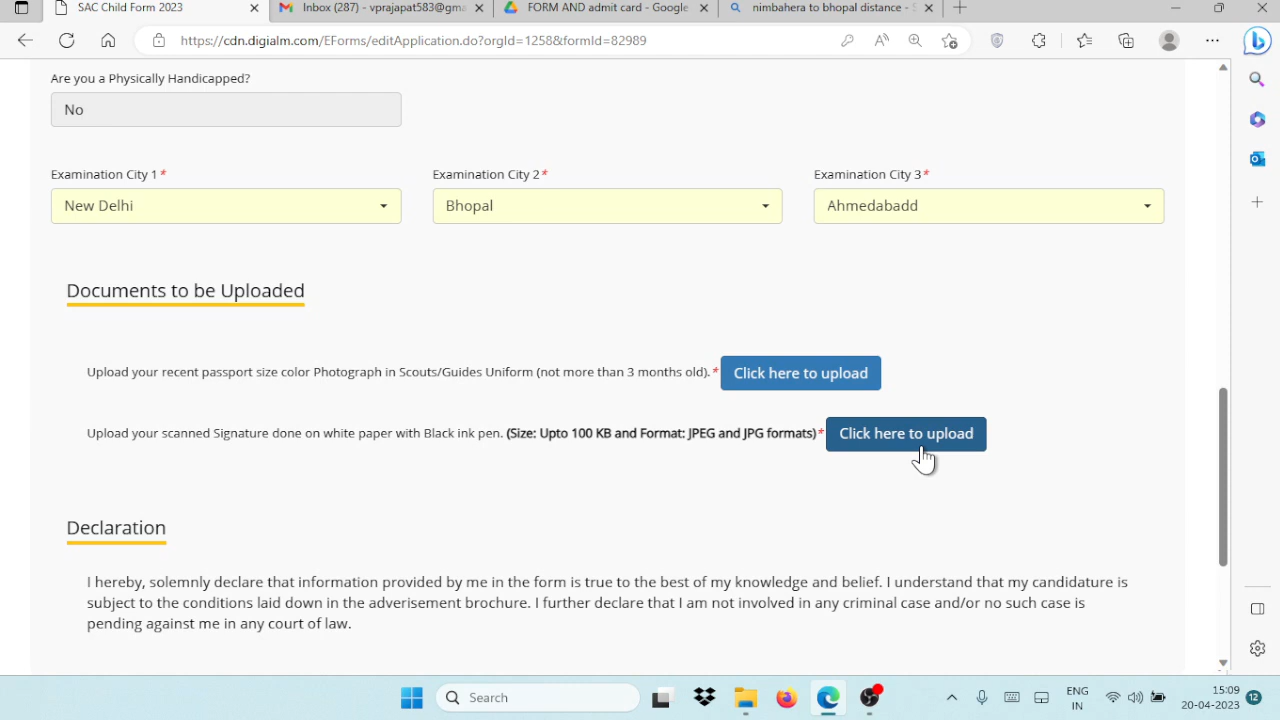 SAC Child Form 2023
Inbox (287) - vprajapat583@gma
FORM AND admit card - Google
nimbahera to bhopal distance - S
https://cdn.digialm.com/EForms/editApplication.do?orgId=1258&formId=82989
Are you a Physically Handicapped?
No
Examination City 1* Examination City 2* Examination City 3*
New Delhi Bhopal Ahmedabadd
Documents to be Uploaded
Upload your recent passport size color Photograph in Scouts/Guides Uniform (not more than 3 months old).* Click here to upload
Upload your scanned Signature done on white paper with Black ink pen. (Size: Upto 100 KB and Format: JPEG and JPG formats)* Click here to upload
Declaration
I hereby, solemnly declare that information provided by me in the form is true to the best of my knowledge and belief. I understand that my candidature is
subject to the conditions laid down in the adverisement brochure. I further declare that I am not involved in any criminal case and/or no such case is
pending against me in any court of law.
Search
ENG
IN
15:09
20-04-2023
12